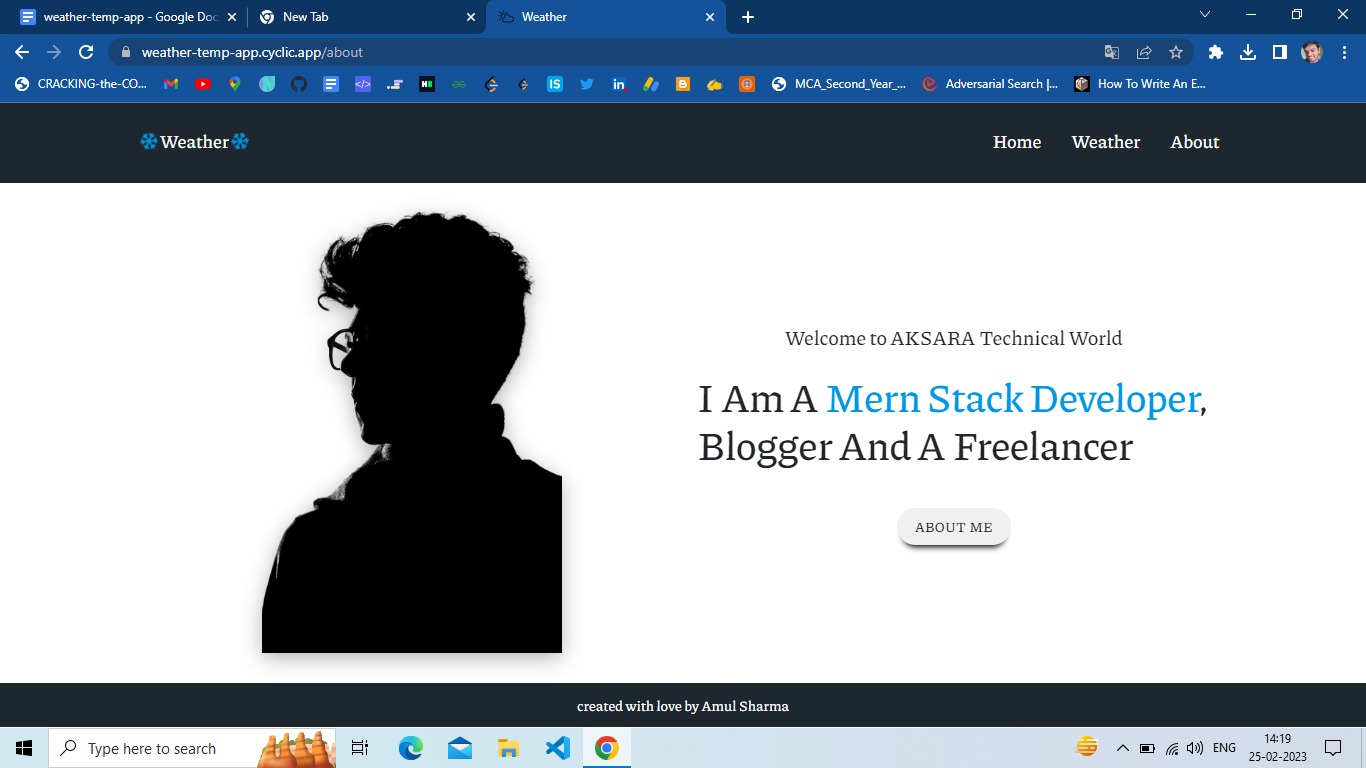 weather-temp-app - Google Doc
New Tab
Weather
weather-temp-app.cyclic.app/about
CRACKING-the-CO...
MCA_Second_Year_...
Adversarial Search |...
How To Write An E...
Weather
Home
Weather
About
Welcome to AKSARA Technical World
I Am A Mern Stack Developer,
Blogger And A Freelancer
ABOUT ME
created with love by Amul Sharma
Type here to search
ENG
14:19
25-02-2023